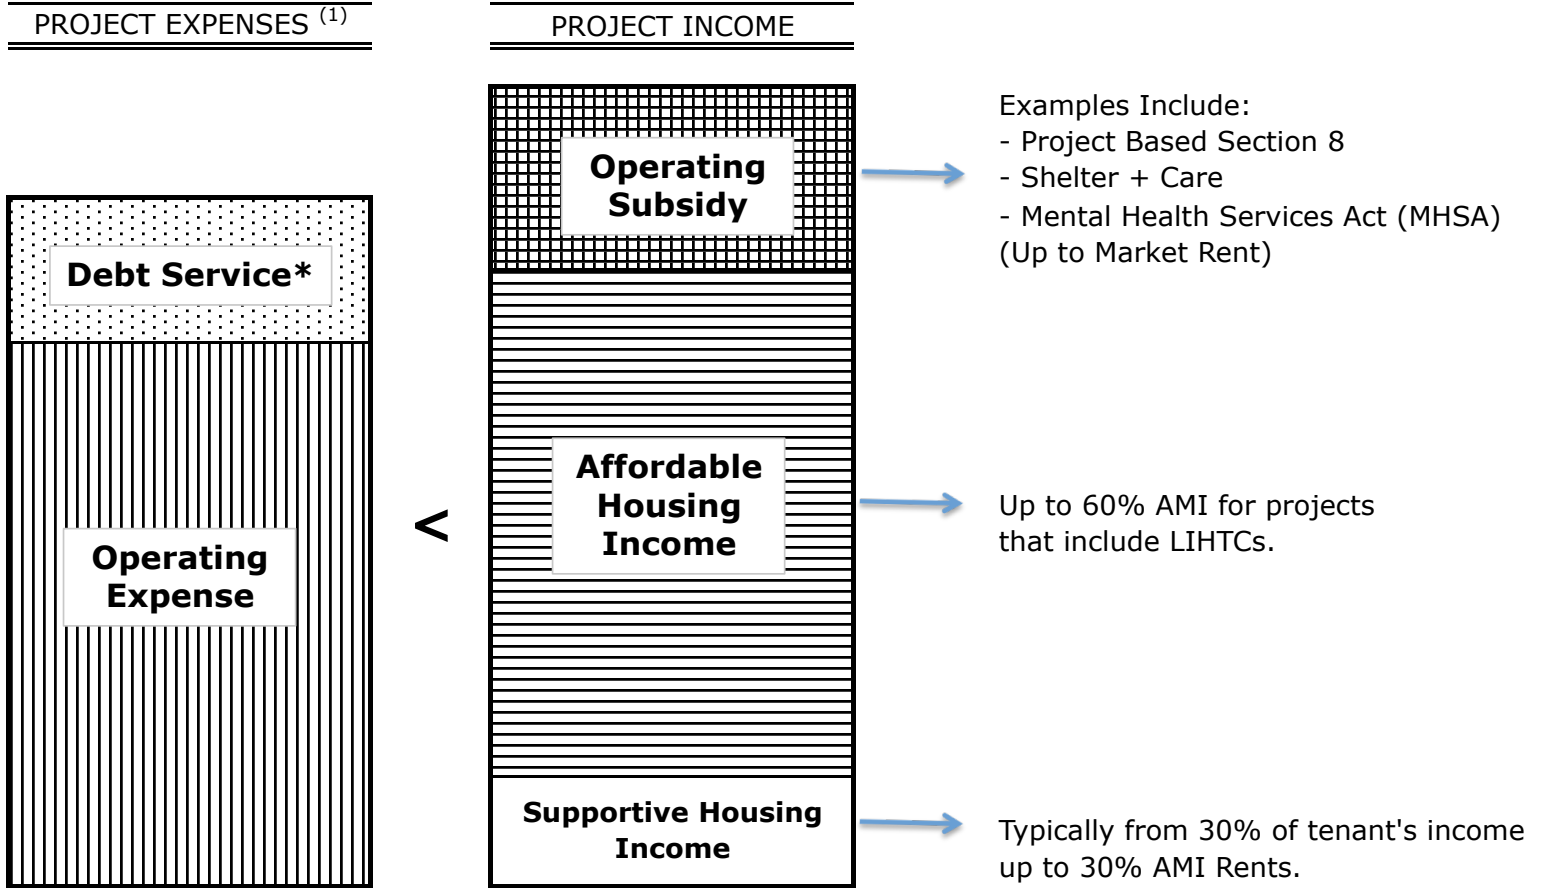 PROJECT EXPENSES (1)
Debt Service*
Operating
Expense
<
PROJECT INCOME
Operating
Subsidy
Affordable
Housing
Income
Supportive Housing
Income
Examples Include:
- Project Based Section 8
- Shelter + Care
- Mental Health Services Act (MHSA)
(Up to Market Rent)
Up to 60% AMI for projects
that include LIHTCs.
Typically from 30% of tenant's income
up to 30% AMI Rents.